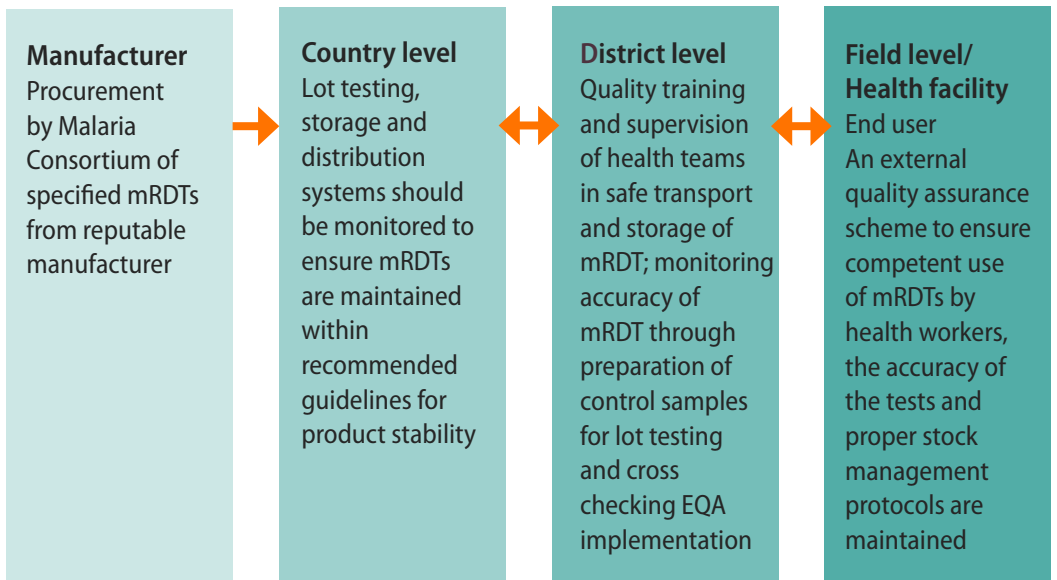 Manufacturer
Procurement
by Malaria
Consortium of
specified mRDTs
from reputable
manufacturer
Country level
Lot testing,
storage and
distribution
systems should
be monitored to
ensure mRDTs
are maintained
within
recommended
guidelines for
product stability
District level
Quality training
and supervision
of health teams
in safe transport
and storage of
mRDT; monitoring
accuracy of
mRDT through
preparation of
control samples
for lot testing
and cross
checking EQA
implementation
Field level/
Health facility
End user
An external
quality assurance
scheme to ensure
competent use
of mRDTs by
health workers,
the accuracy of
the tests and
proper stock
management
protocols are
maintained